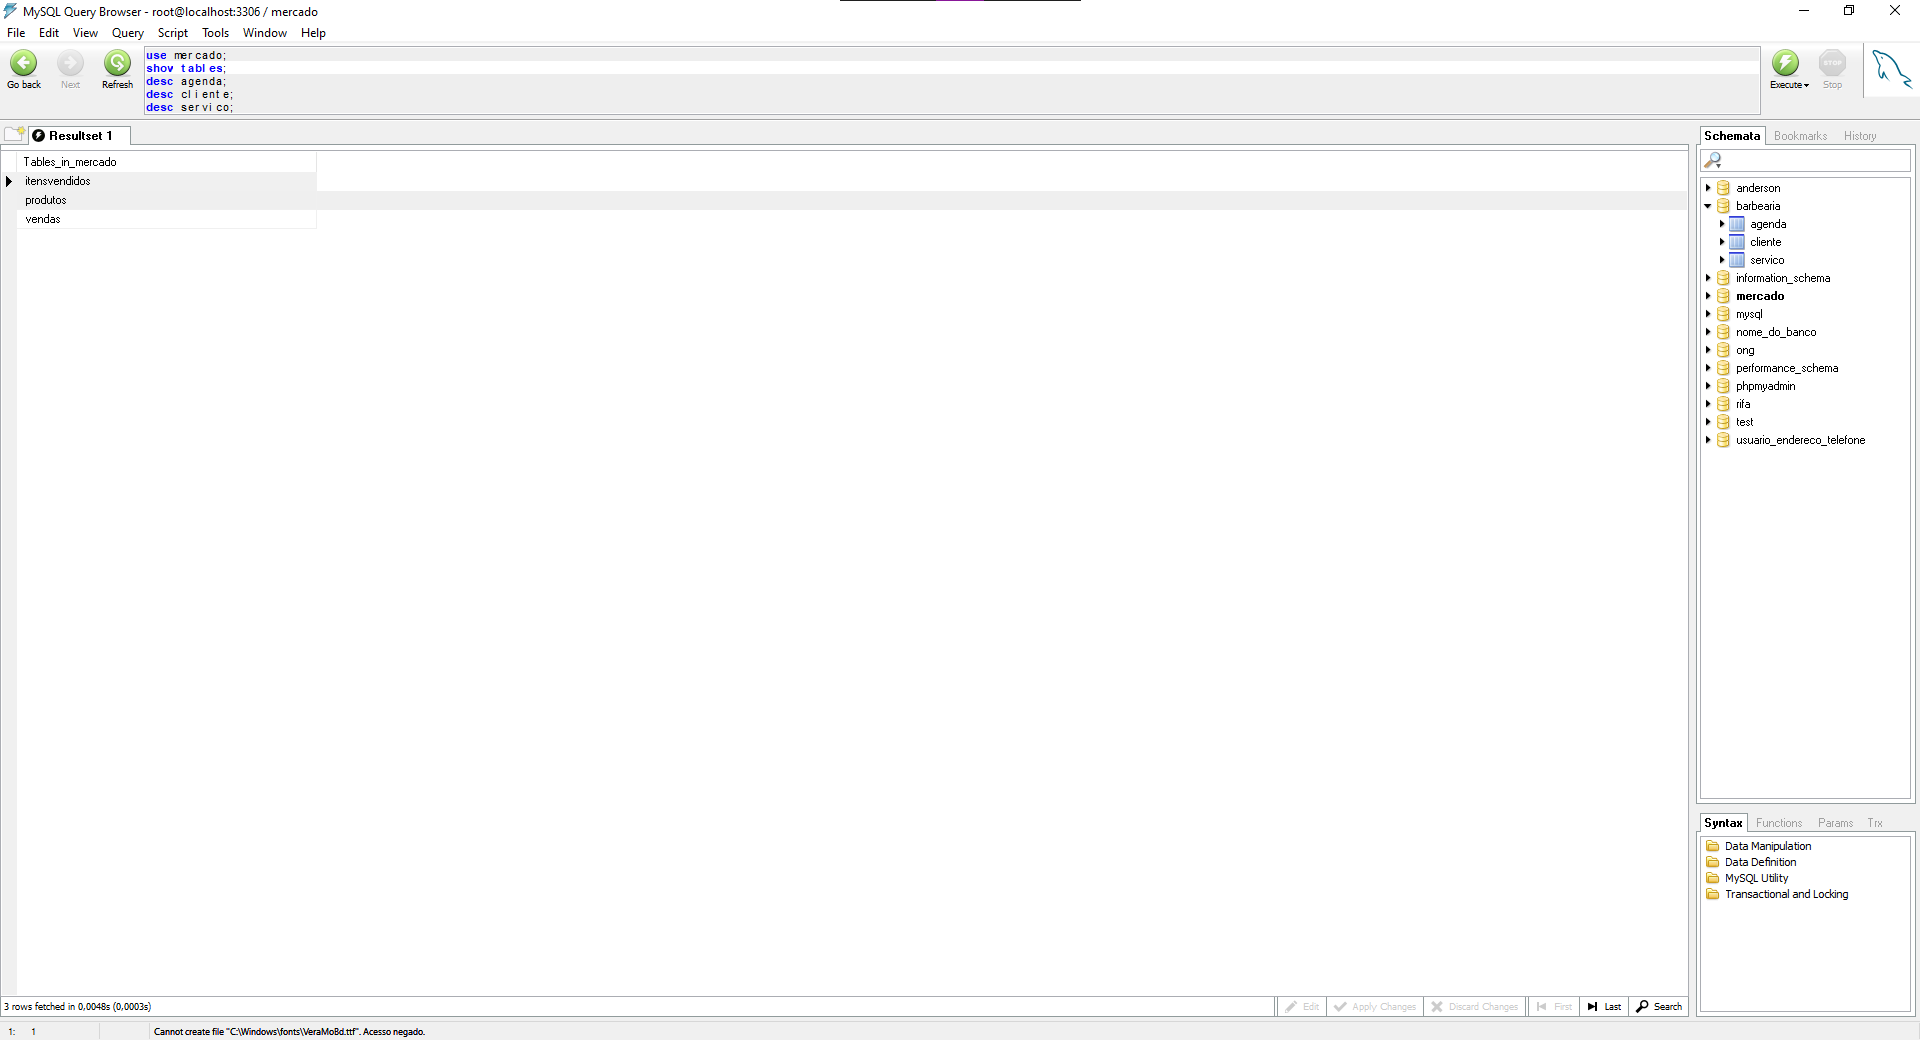 MySQL Query Browser - root@localhost:3306 / mercado
File Edit View Query Script Tools Window Help
Go back Next Refresh
use mercado;
show tables;
desc agenda;
desc cliente;
desc servico;
Execute STOP Stop
Resultset 1
Tables_in_mercado
itensvendidos
produtos
vendas
Schemata Bookmarks History
anderson
barbearia
agenda
cliente
servico
information_schema
mercado
mysql
nome_do_banco
ong
performance_schema
phpmyadmin
rifa
test
usuario_endereco_telefone
Syntax Functions Params Trx
Data Manipulation
Data Definition
MySQL Utility
Transactional and Locking
3 rows fetched in 0,0048s (0,0003s)
Edit Apply Changes Discard Changes First Last Search
1: 1 Cannot create file "C:\Windows\fonts\VeraMoBd.ttf". Acesso negado.